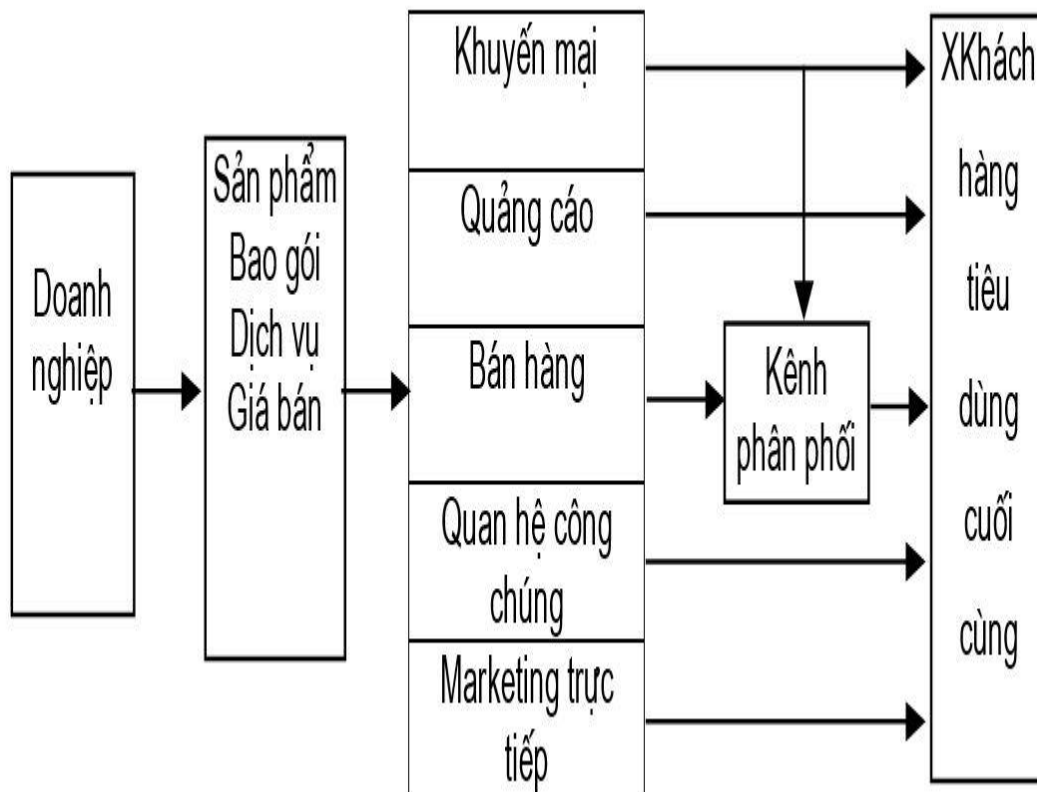 Doanh
nghiệp
Sản phẩm
Bao gói
Dịch vụ
Giá bán
Khuyến mại
Quảng cáo
Bán hàng
Quan hệ công
chúng
Marketing trực
tiếp
Kênh
phân phối
XKhách
hàng
tiêu
dùng
cuối
cùng